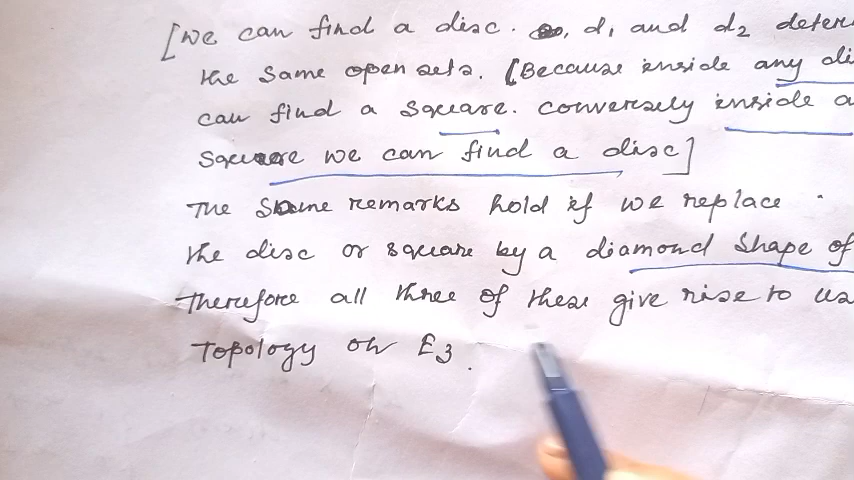 [we can find a disc. so, d1 and d2 deter
the same open sets. [Because inside any di
can find a square. conversely inside a
square we can find a disc]
The same remarks hold if we replace
the disc or square by a diamond shape of
therefore all three of these give rise to us
Topology on E3.